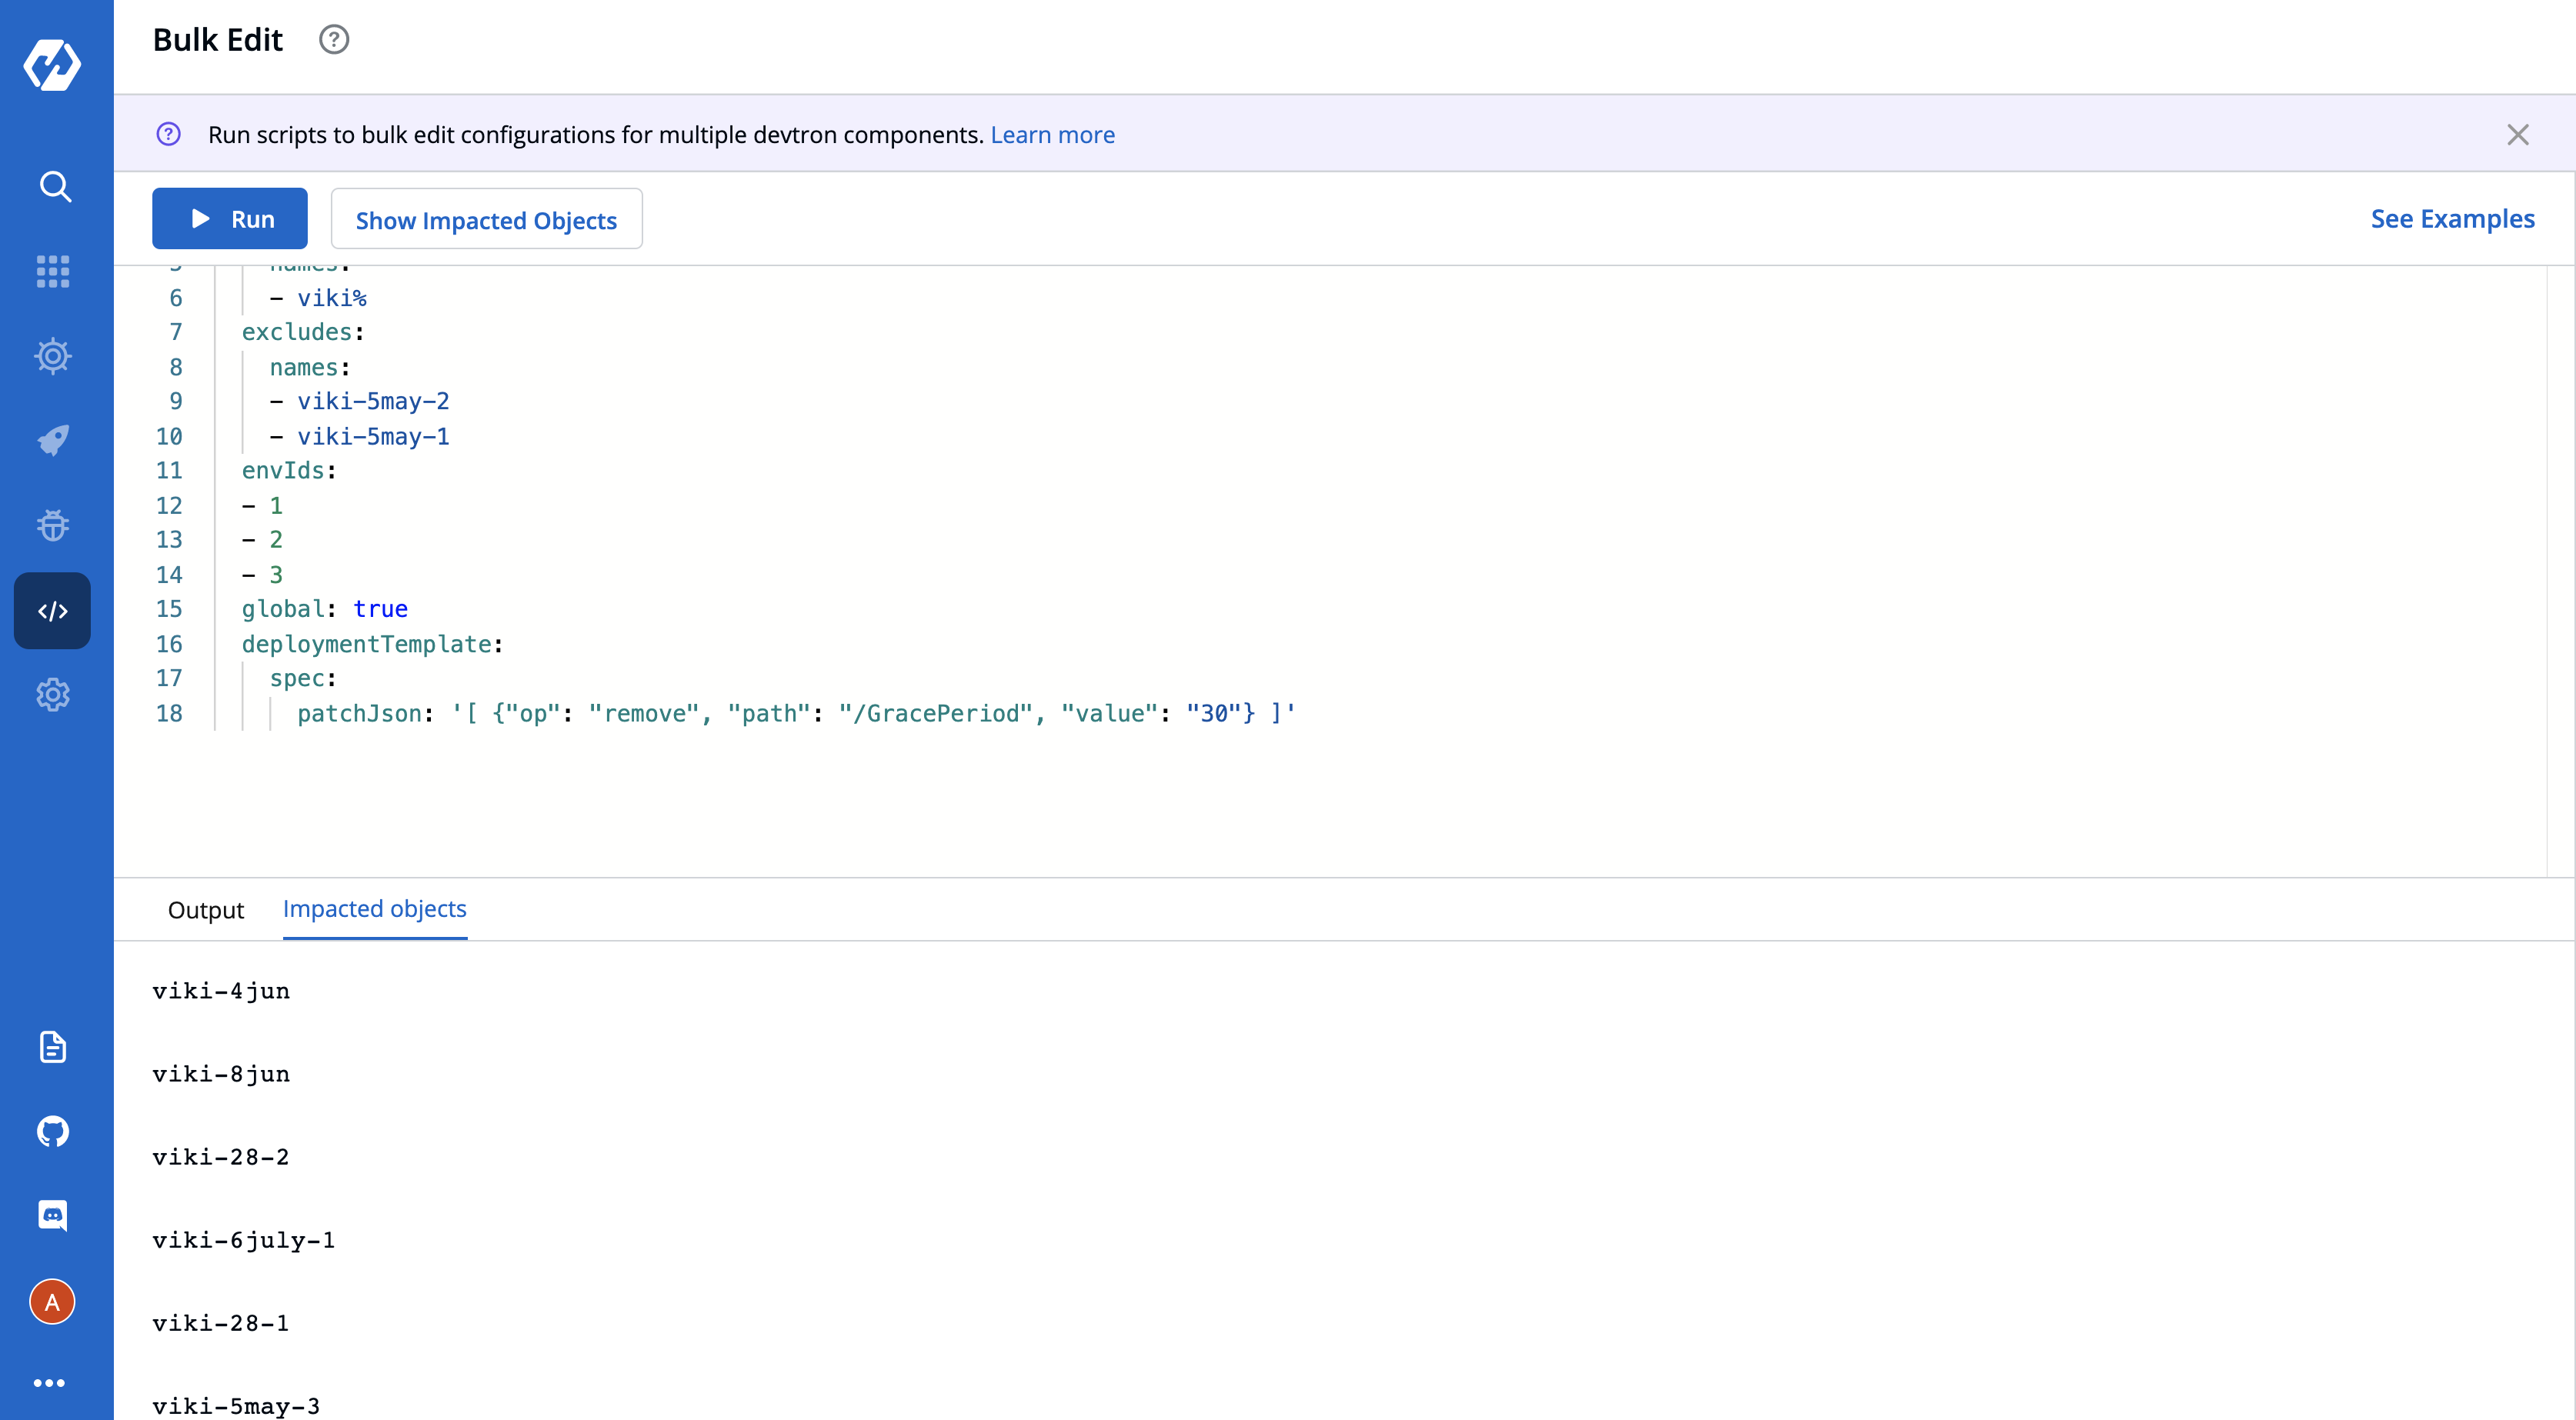 Bulk Edit ?
? Run scripts to bulk edit configurations for multiple devtron components. Learn more
Run Show Impacted Objects See Examples
5 names:
6 - viki%
7 excludes:
8 names:
9 - viki-5may-2
10 - viki-5may-1
11 envIds:
12 - 1
13 - 2
14 - 3
15 global: true
16 deploymentTemplate:
17 spec:
18 patchJson: '[ {"op": "remove", "path": "/GracePeriod", "value": "30"} ]'
Output Impacted objects
viki-4jun
viki-8jun
viki-28-2
viki-6july-1
viki-28-1
A
viki-5may-3